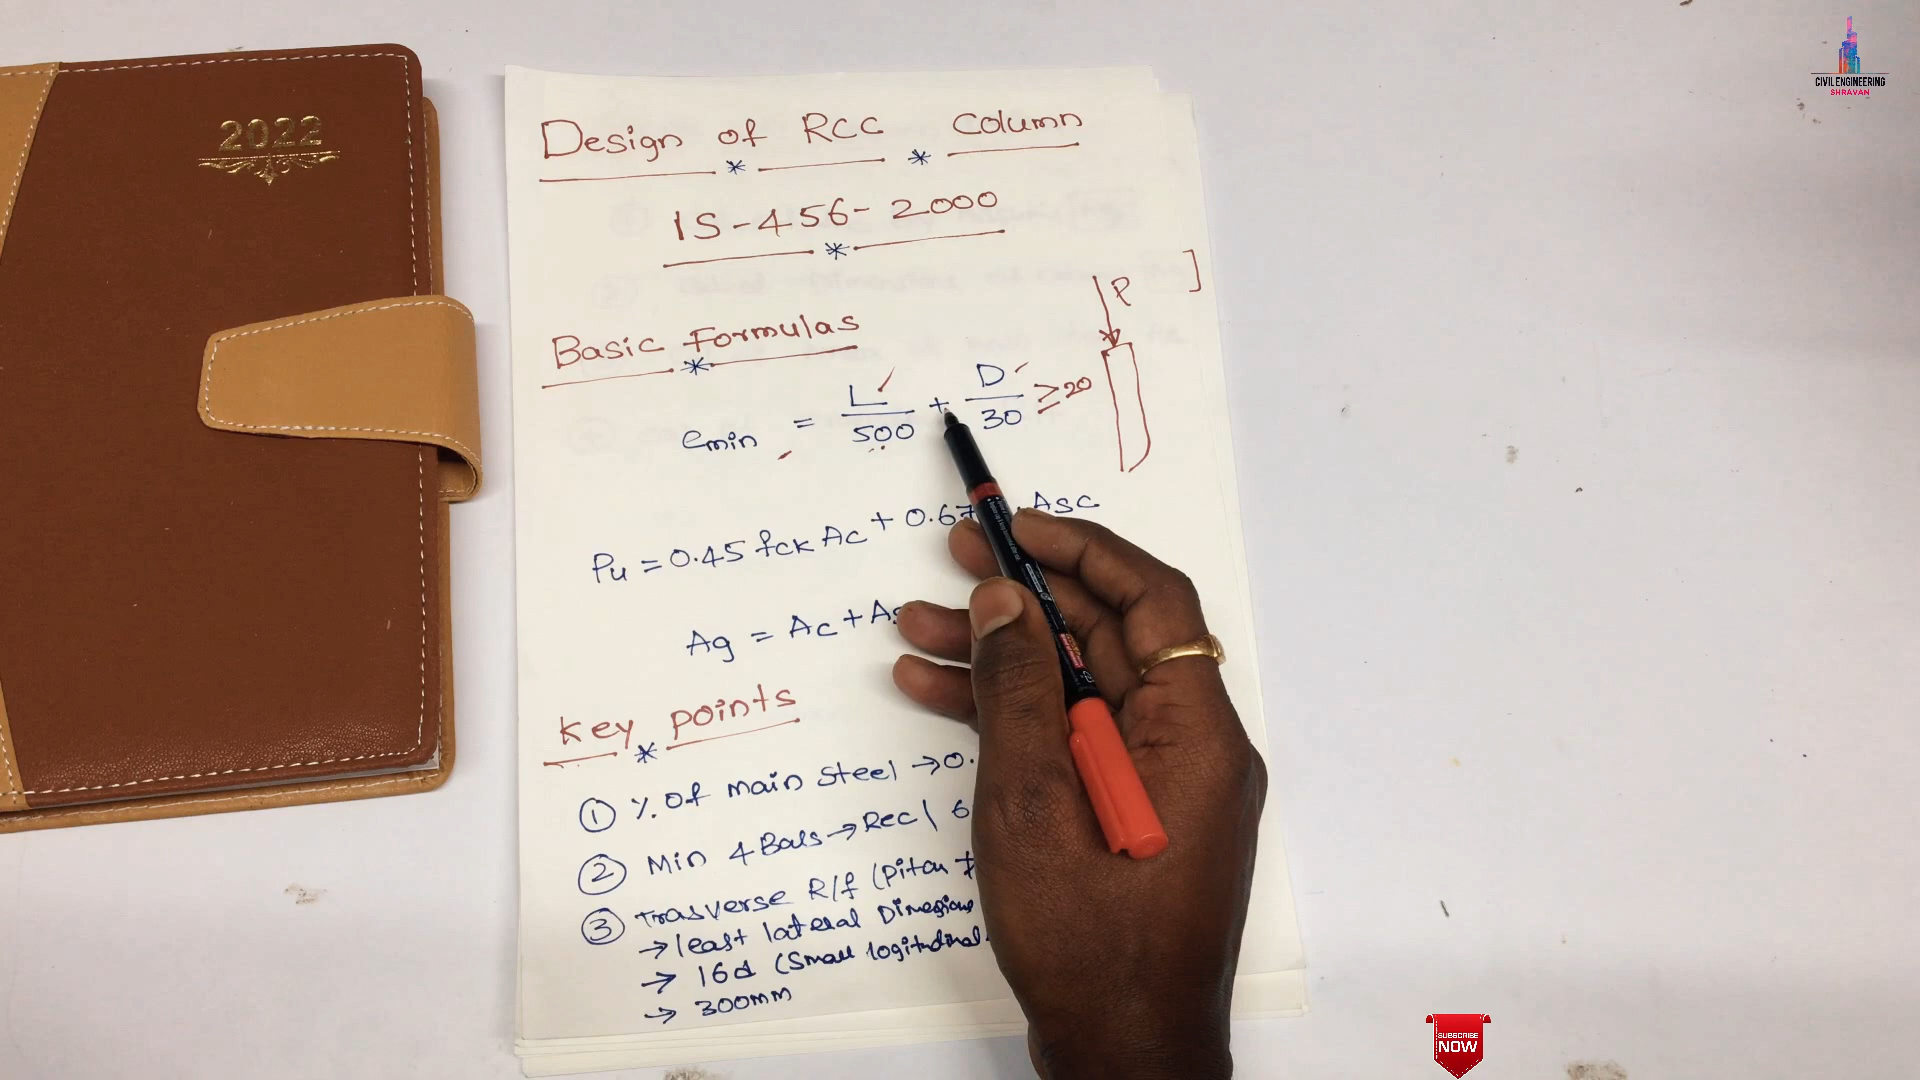 2022
CIVIL ENGINEERING
SHRAVAN
Design of RCC Column
IS-456-2000
Basic Formulas
emin = L/500 + D/30 ≥ 20
P
Pu = 0.45 fck Ac + 0.67 Asc
Ag = Ac + As
Key points
① % of main Steel → 0.
② Min 4 Bars → Rec \ 6
③ Trasverse R/f (Pitch
→ least lateral Dimesions
→ 16d (Small logitudinal
→ 300mm
SUBSCRIBE
NOW